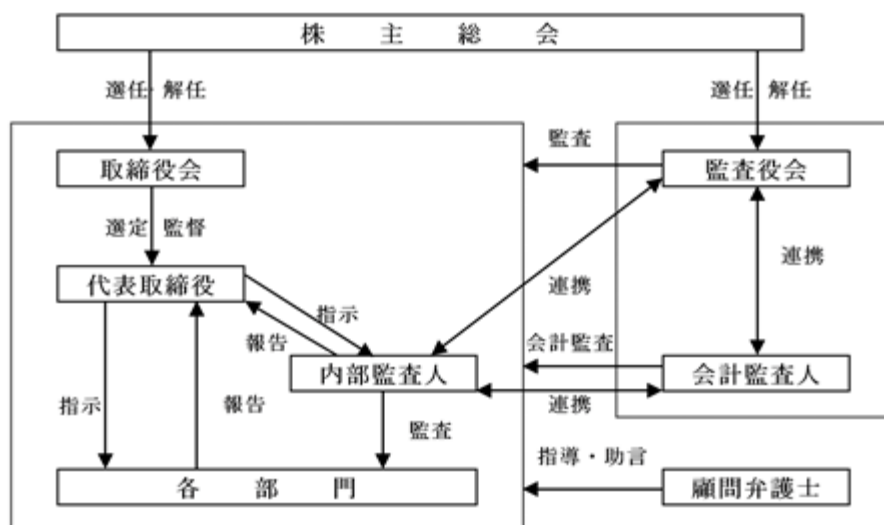 株主総会
選任・解任
選任 解任
監査
取締役会
監査役会
選定 監督
連携
代表取締役
連携
指示
報告
会計監査
内部監査人
会計監査人
指示
報告
連携
監査
指導・助言
各部門
顧問弁護士